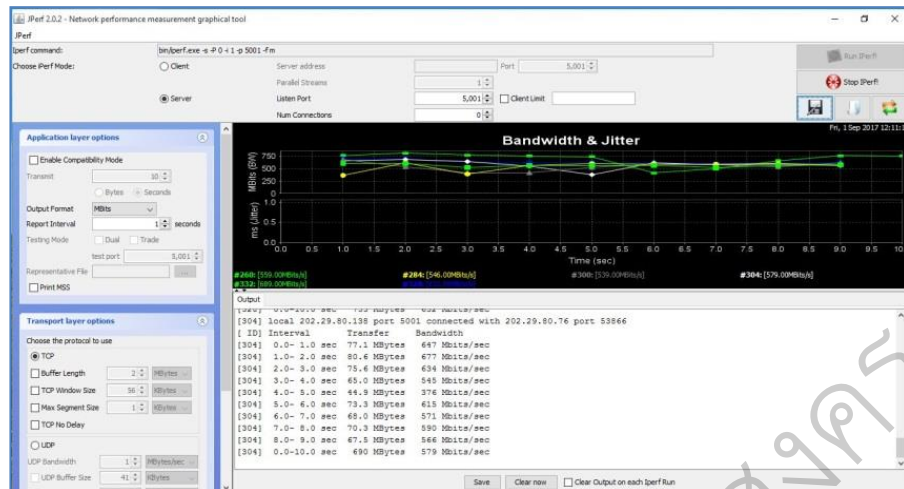 JPerf 2.0.2 - Network performance measurement graphical tool
JPerf
Iperf command:
bin/iperf.exe -s -P 0 -i 1 -p 5001 -f m
Run IPerf!
Choose iPerf Mode:
Client
Server address
Port
5,001
Parallel Streams
1
Stop IPerf!
Server
Listen Port
5,001
Client Limit
Num Connections
0
Fri, 1 Sep 2017 12:11:1
Application layer options
Enable Compatibility Mode
Transmit
10
Bytes
Seconds
Output Format
MBits
Report Interval
1
seconds
Testing Mode
Dual
Trade
test port
5,001
Representative File
...
Print MSS
Bandwidth & Jitter
MBits (BW)
750
500
250
0
ms (Jitter)
1.0
0.5
0.0
0.0 0.5 1.0 1.5 2.0 2.5 3.0 3.5 4.0 4.5 5.0 5.5 6.0 6.5 7.0 7.5 8.0 8.5 9.0 9.5 10
Time (sec)
#268: [559.00MBits/s]
#284: [546.00MBits/s]
#300: [539.00MBits/s]
#304: [579.00MBits/s]
#332: [689.00MBits/s]
Transport layer options
Choose the protocol to use
TCP
Buffer Length
2
MBytes
TCP Window Size
56
KBytes
Max Segment Size
1
KBytes
TCP No Delay
UDP
UDP Bandwidth
1
MBytes/sec
UDP Buffer Size
41
KBytes
Output
[304] local 202.29.80.138 port 5001 connected with 202.29.80.76 port 53866
[ ID] Interval Transfer Bandwidth
[304] 0.0- 1.0 sec 77.1 MBytes 647 Mbits/sec
[304] 1.0- 2.0 sec 80.6 MBytes 677 Mbits/sec
[304] 2.0- 3.0 sec 75.6 MBytes 634 Mbits/sec
[304] 3.0- 4.0 sec 65.0 MBytes 545 Mbits/sec
[304] 4.0- 5.0 sec 44.9 MBytes 376 Mbits/sec
[304] 5.0- 6.0 sec 73.3 MBytes 615 Mbits/sec
[304] 6.0- 7.0 sec 68.0 MBytes 571 Mbits/sec
[304] 7.0- 8.0 sec 70.3 MBytes 590 Mbits/sec
[304] 8.0- 9.0 sec 67.5 MBytes 566 Mbits/sec
[304] 0.0-10.0 sec 690 MBytes 579 Mbits/sec
Save
Clear now
Clear Output on each Iperf Run